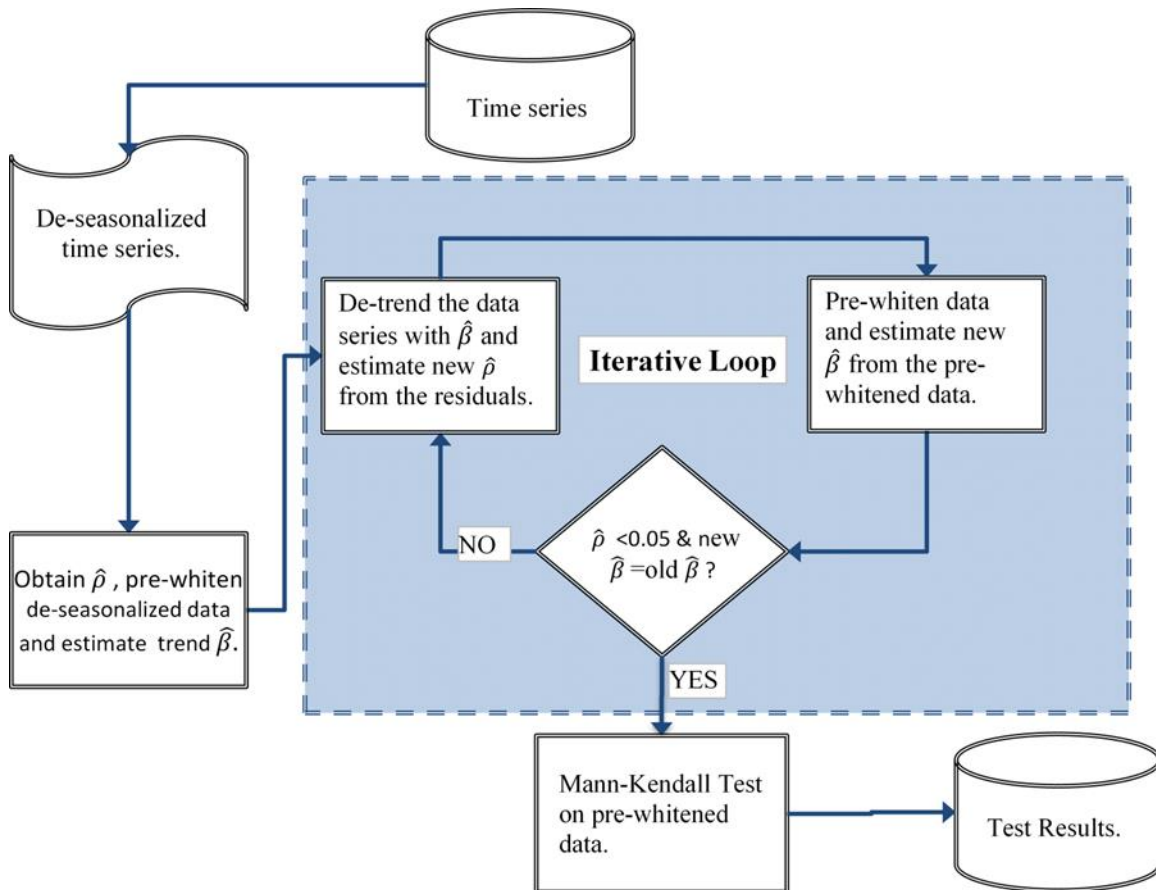 Time series
De-seasonalized
time series.
Obtain ρ̂ , pre-whiten
de-seasonalized data
and estimate trend β̂.
De-trend the data
series with β̂ and
estimate new ρ̂
from the residuals.
Iterative Loop
Pre-whiten data
and estimate new
β̂ from the pre-
whitened data.
ρ̂ <0.05 & new
β̂ =old β̂ ?
NO
YES
Mann-Kendall Test
on pre-whitened
data.
Test Results.